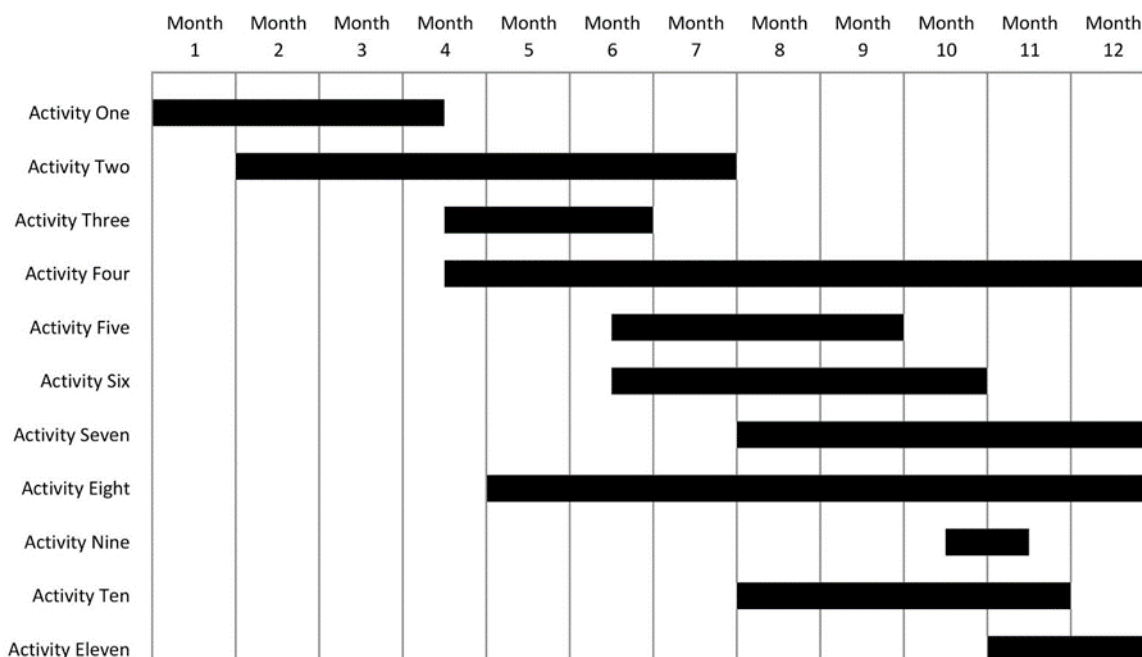 Month Month Month Month Month Month Month Month Month Month Month Month
1 2 3 4 5 6 7 8 9 10 11 12
Activity One
Activity Two
Activity Three
Activity Four
Activity Five
Activity Six
Activity Seven
Activity Eight
Activity Nine
Activity Ten
Activity Eleven